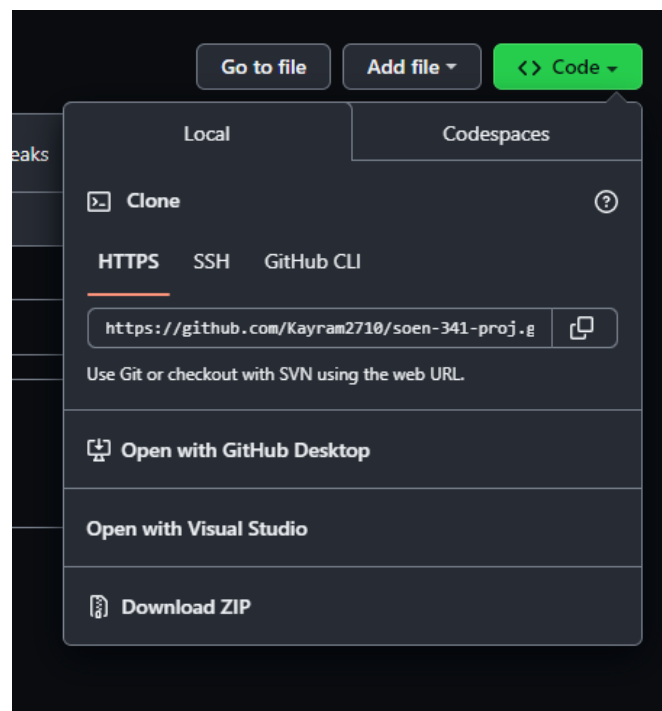 Go to file Add file <> Code
Local Codespaces
eaks
Clone
HTTPS SSH GitHub CLI
https://github.com/Kayram2710/soen-341-proj.g
Use Git or checkout with SVN using the web URL.
Open with GitHub Desktop
Open with Visual Studio
Download ZIP